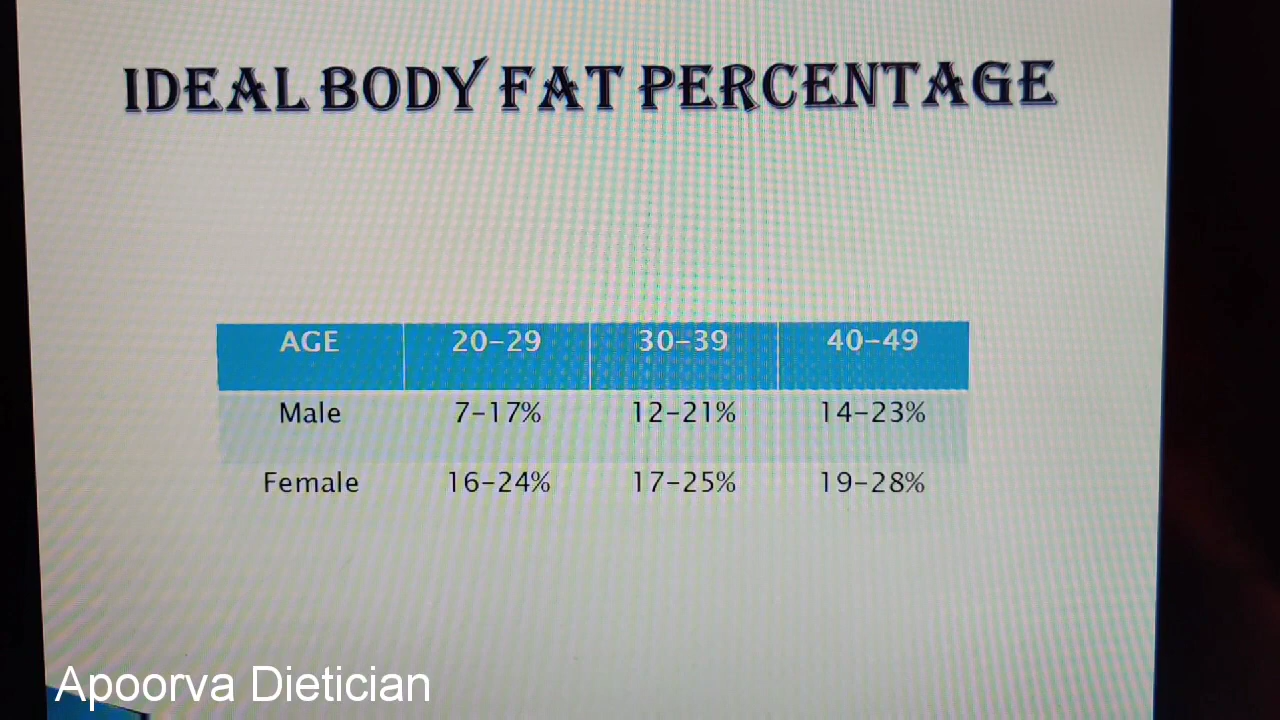 IDEAL BODY FAT PERCENTAGE
AGE 20-29 30-39 40-49
Male 7-17% 12-21% 14-23%
Female 16-24% 17-25% 19-28%
Apoorva Dietician